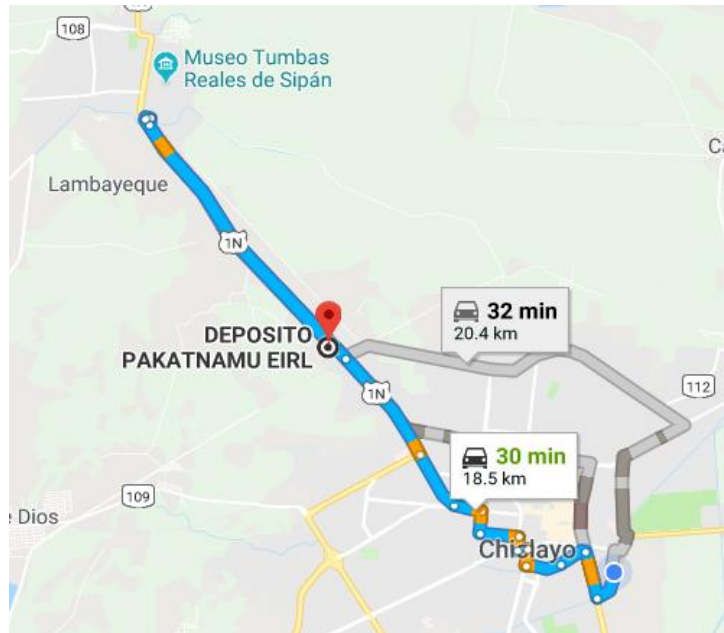 108
Museo Tumbas
Reales de Sipán
Lambayeque
1N
32 min
20.4 km
DEPOSITO
PAKATNAMU EIRL
112
1N
30 min
18.5 km
109
e Dios
Chiclayo